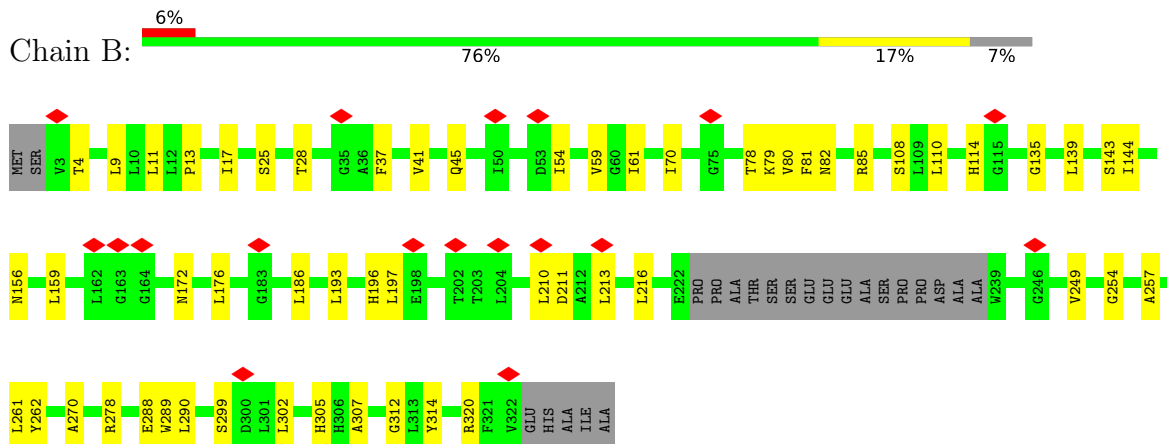 6%
Chain B:
76% 17% 7%
MET SER V3 T4 L9 L10 L11 L12 P13 I17 S25 T28 G35 A36 F37 V41 Q45 I50 D53 I54 V59 G60 I61 I70 G75 T78 K79 V80 F81 N82 R85 S108 L109 L110 H114 G115 G135 L139 S143 I144
N156 L159 L162 G163 G164 N172 L176 G183 L186 L193 H196 L197 E198 T202 T203 L204 L210 D211 A212 L213 L216 E222 PRO PRO ALA THR SER SER GLU GLU GLU ALA SER PRO PRO ASP ALA ALA W239 G246 V249 G254 A257
L261 Y262 A270 R278 E288 W289 L290 S299 D300 L301 L302 H305 H306 A307 G312 L313 Y314 R320 F321 V322 GLU HIS ALA ILE ALA